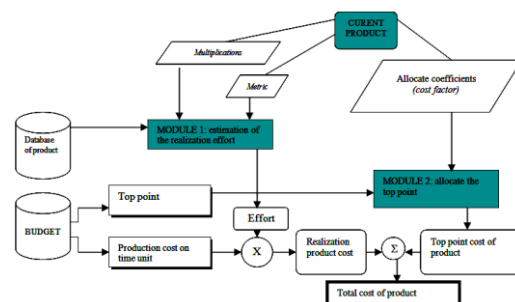 CURENT
PRODUCT
Multiplications
Metric
Allocate coefficients
(cost factor)
MODULE 1: estimation of
the realization effort
Database
of product
MODULE 2: allocate the
top point
Top point
BUDGET
Effort
Production cost on
time unit
X
Realization
product cost
Σ
Top point cost of
product
Total cost of product